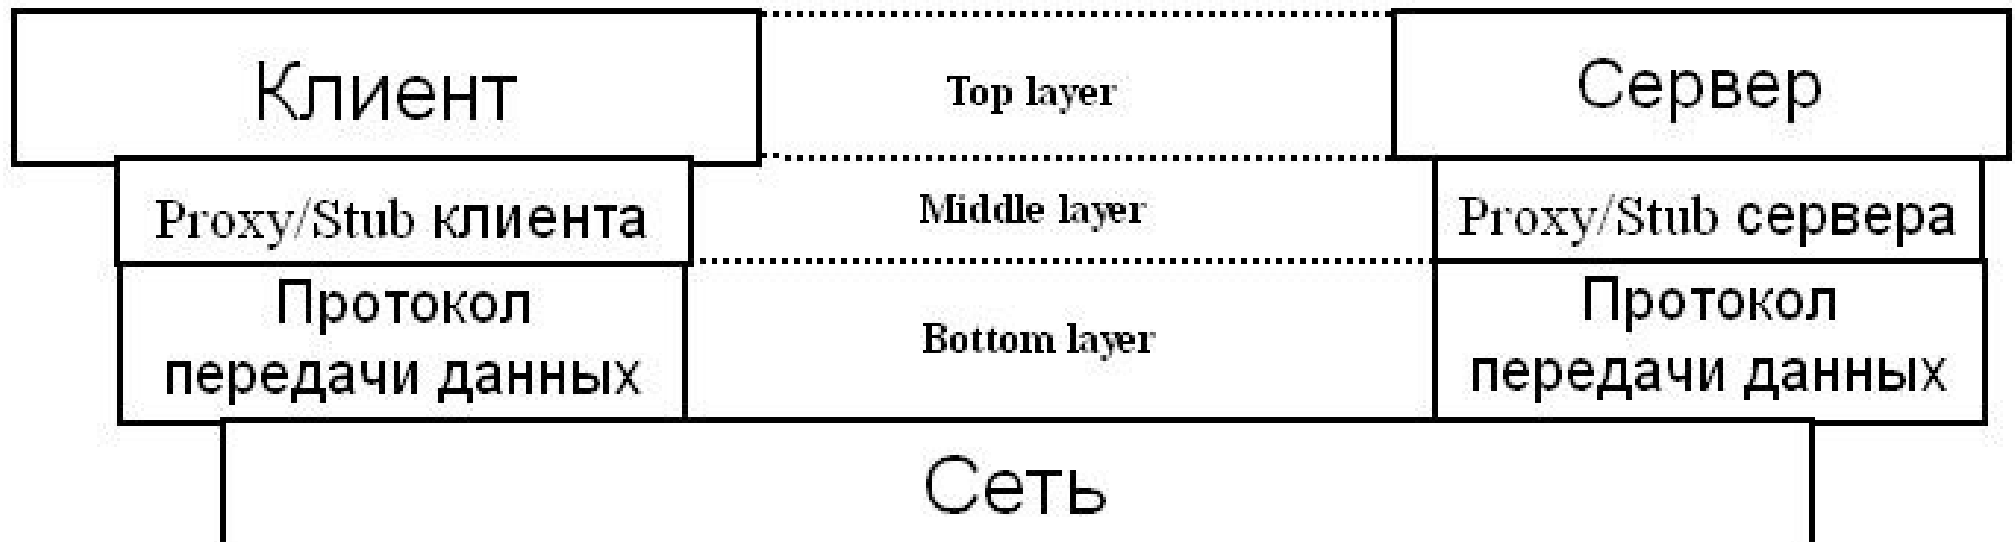 Клиент
Top layer
Сервер
Proxy/Stub клиента
Middle layer
Proxy/Stub сервера
Протокол
передачи данных
Bottom layer
Протокол
передачи данных
Сеть